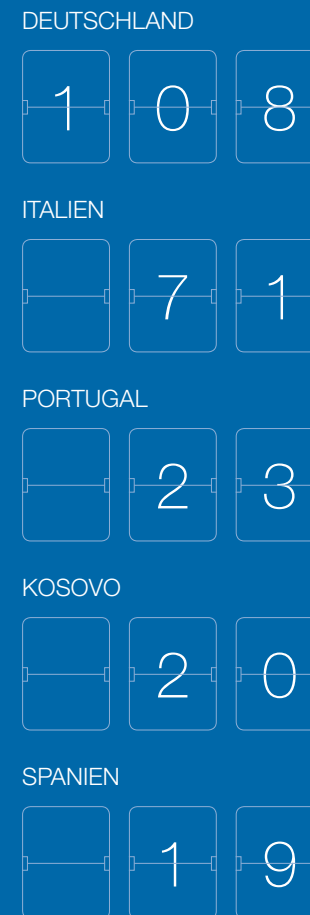 DEUTSCHLAND
108
ITALIEN
71
PORTUGAL
23
KOSOVO
20
SPANIEN
19